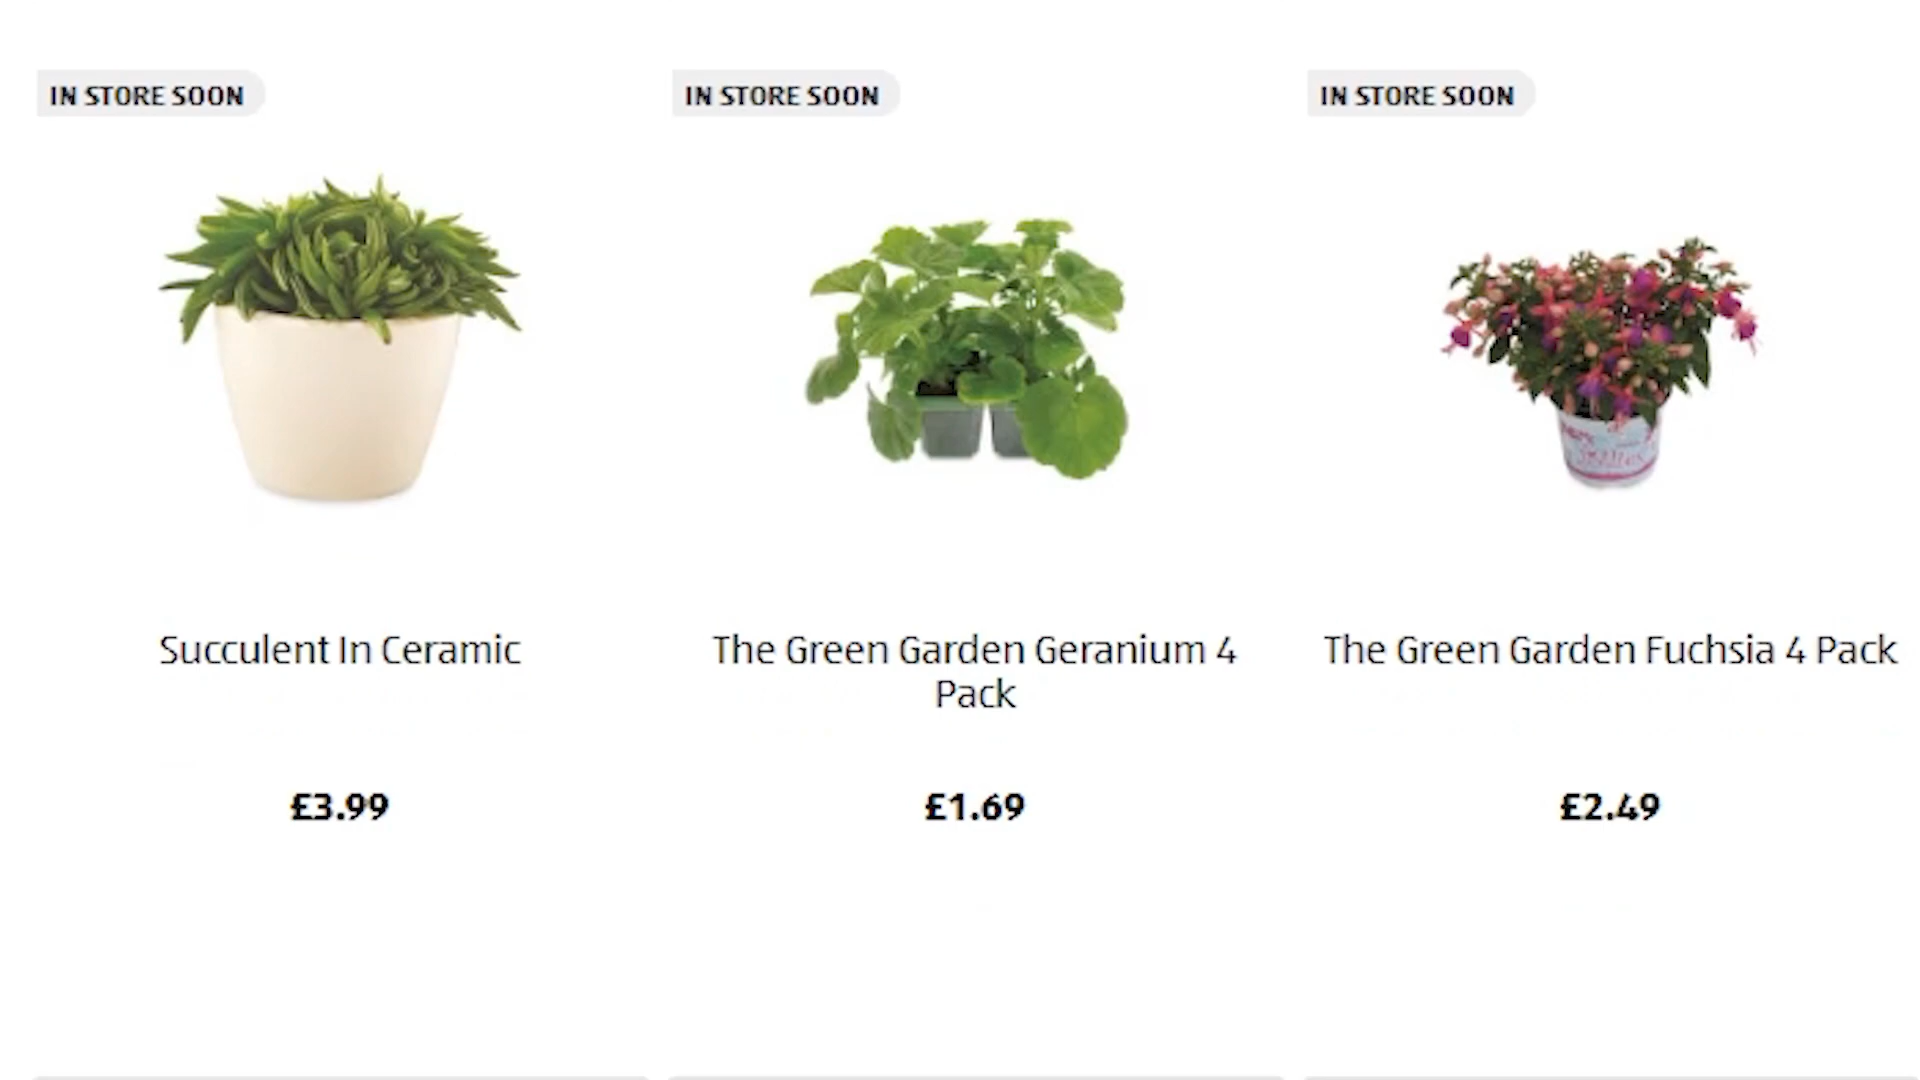 IN STORE SOON
IN STORE SOON
IN STORE SOON
Succulent In Ceramic
The Green Garden Geranium 4
Pack
The Green Garden Fuchsia 4 Pack
£3.99
£1.69
£2.49